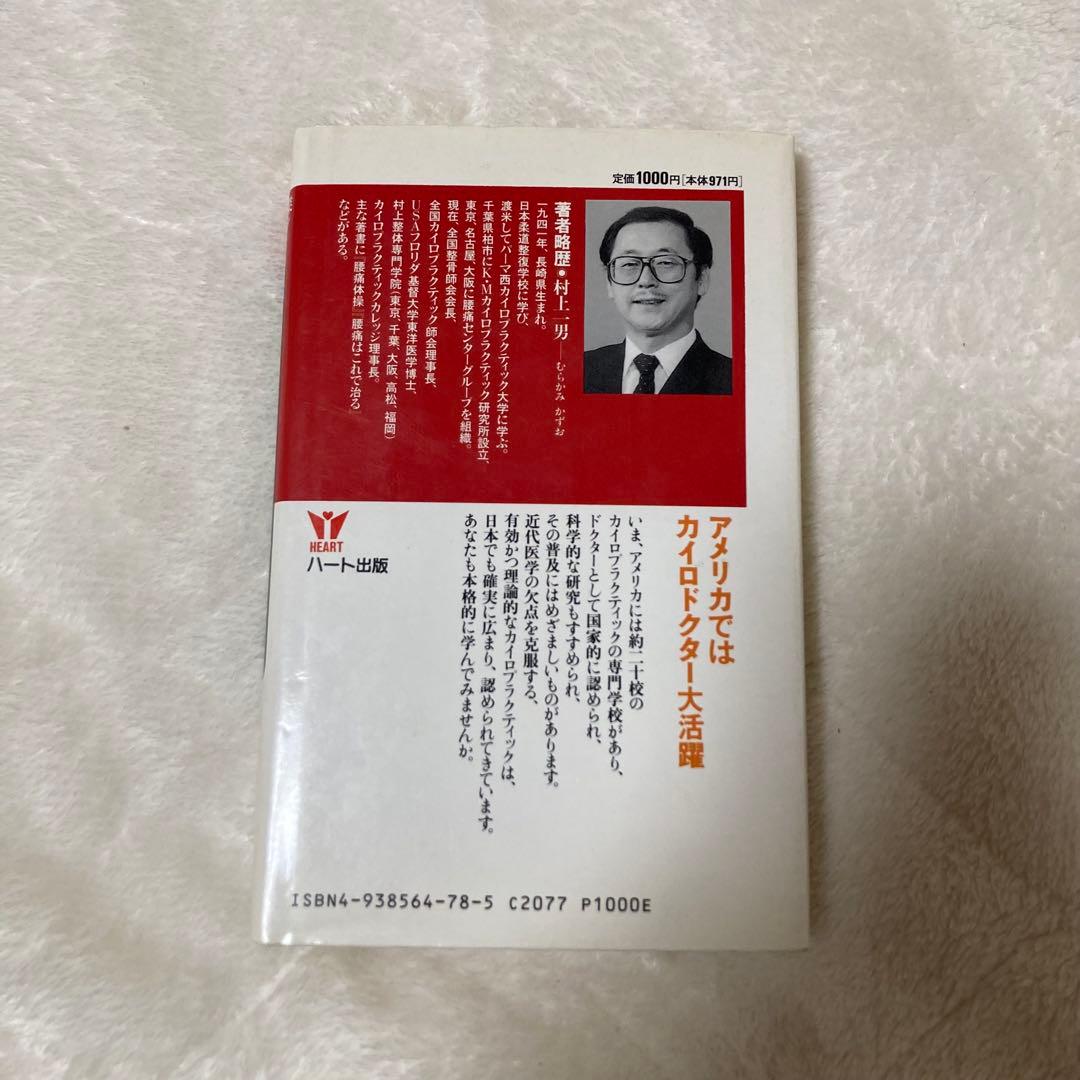 定価1000円[本体971円]
著者略歴●村上一男——むらかみ かずお
一九四一年、長崎県生まれ。
日本柔道整復学校に学び、
渡米してパーマ西カイロプラクティック大学に学ぶ。
千葉県柏市にK・Mカイロプラクティック研究所設立、
東京、名古屋、大阪に腰痛センターグループを組織。
現在、全国整骨師会会長、
全国カイロプラクティック師会理事長、
USAフロリダ基督大学東洋医学博士、
村上整体専門学院(東京、千葉、大阪、高松、福岡)
カイロプラクティックカレッジ理事長。
主な著書に『腰痛体操』『腰痛はこれで治る』
などがある。
アメリカでは
カイロドクター大活躍
いま、アメリカには約二十校の
カイロプラクティックの専門学校があり、
ドクターとして国家的に認められ、
科学的な研究もすすめられ、
その普及にはめざましいものがあります。
近代医学の欠点を克服する、
有効かつ理論的なカイロプラクティックは、
日本でも確実に広まり、認められてきています。
あなたも本格的に学んでみませんか。
HEART
ハート出版
ISBN4-938564-78-5 C2077 P1000E